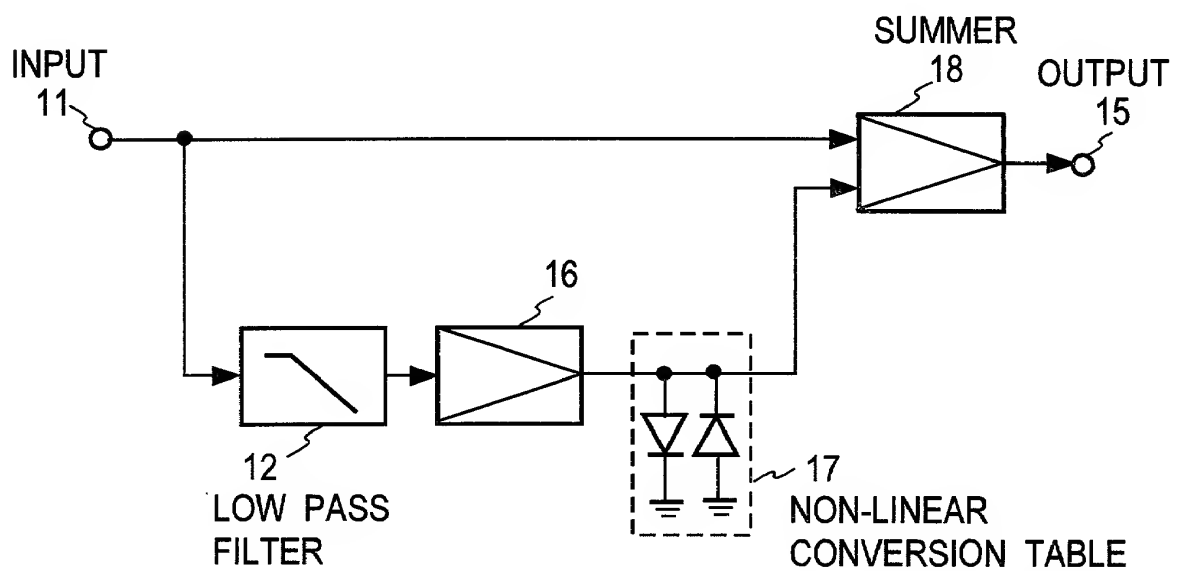 SUMMER
18
INPUT
11
OUTPUT
15
16
12
LOW PASS
FILTER
17
NON-LINEAR
CONVERSION TABLE